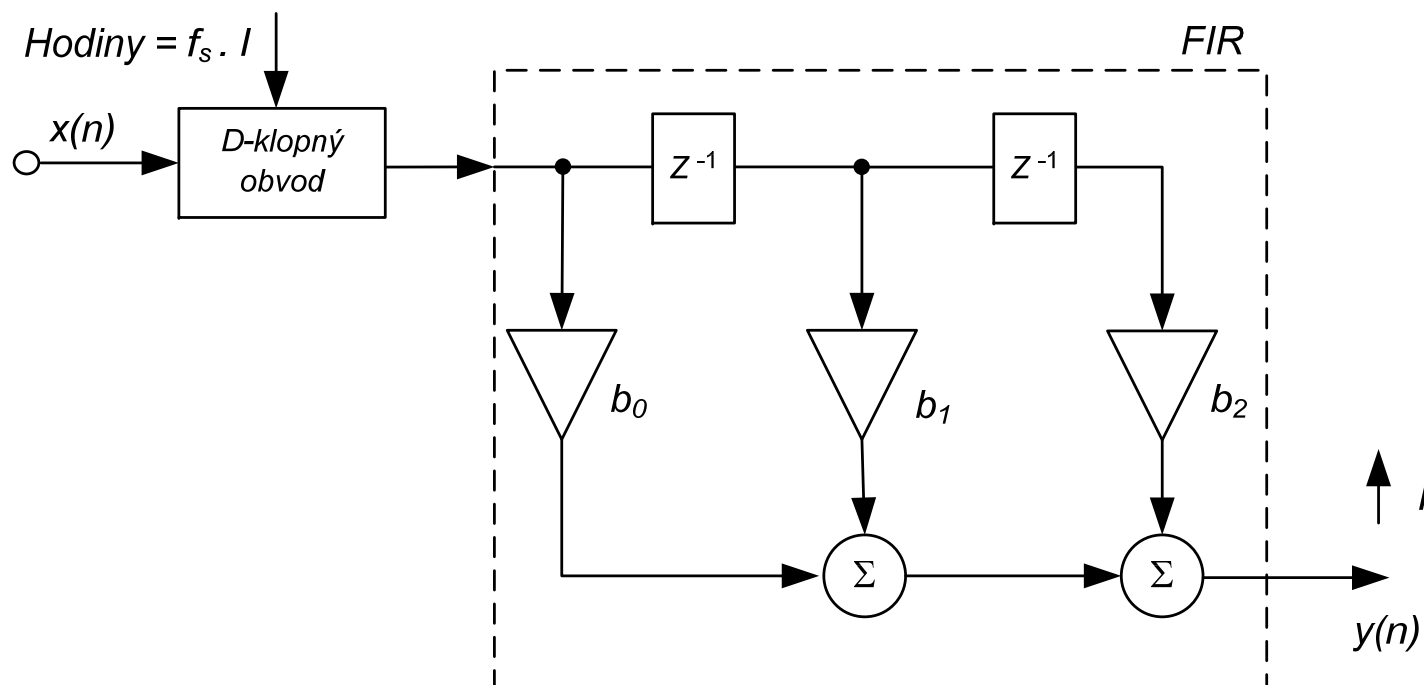 Hodiny = fs . I
FIR
x(n)
D-klopný
obvod
z -1
z -1
b0
b1
b2
I
Σ
Σ
y(n)